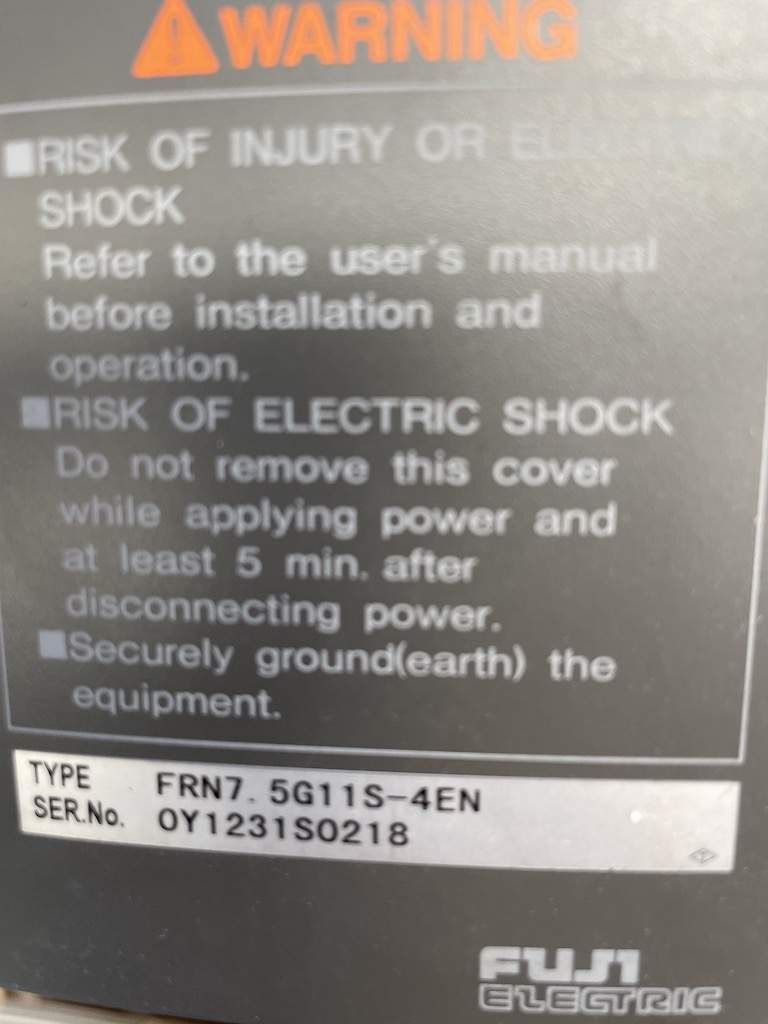 WARNING
■RISK OF INJURY OR ELECTRIC
SHOCK
Refer to the user's manual
before installation and
operation.
■RISK OF ELECTRIC SHOCK
Do not remove this cover
while applying power and
at least 5 min. after
disconnecting power.
■Securely ground(earth) the
equipment.
TYPE FRN7.5G11S-4EN
SER.No. 0Y1231S0218
FUJI
ELECTRIC